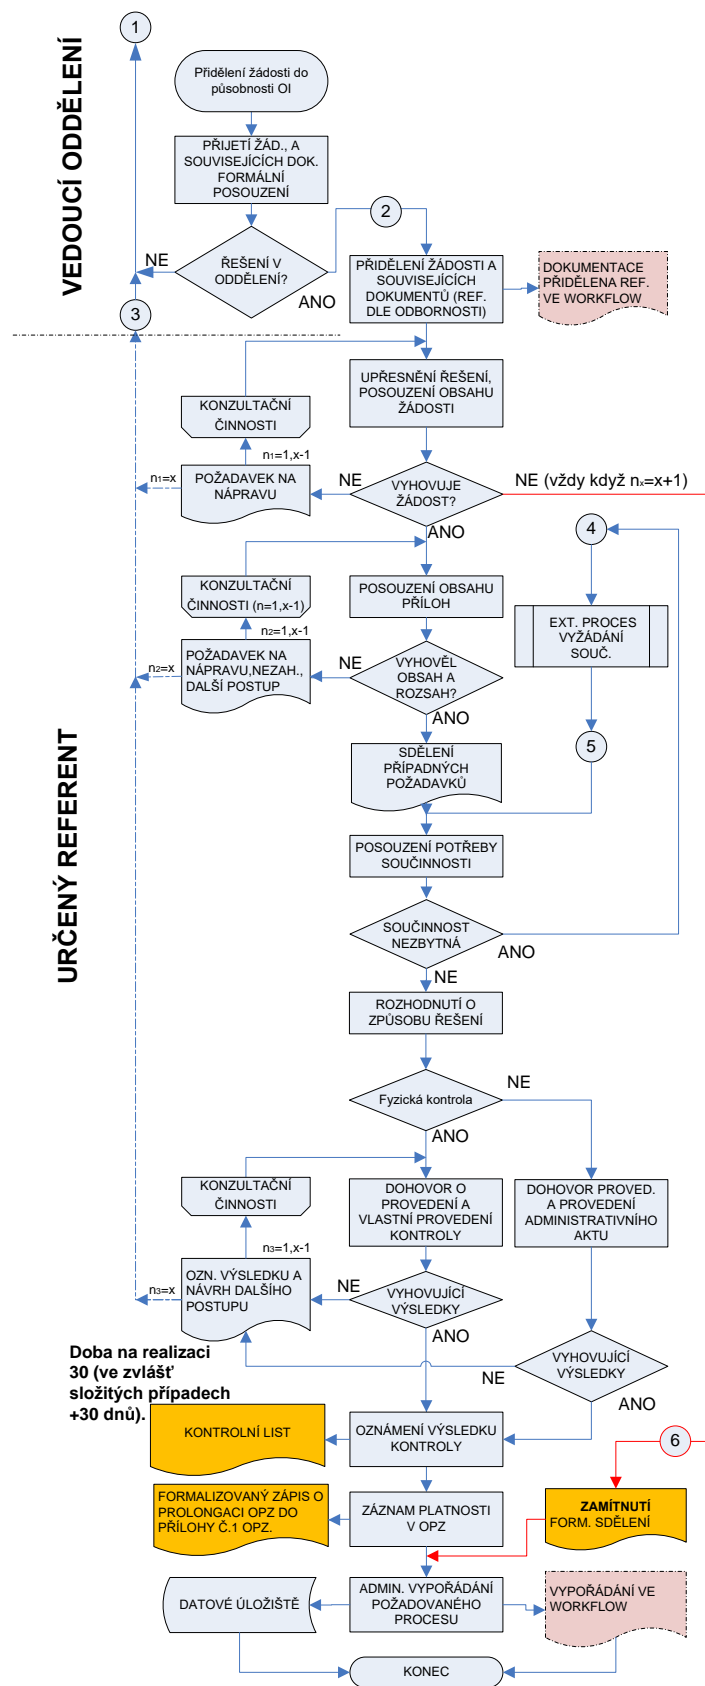 1
VEDOUCÍ ODDĚLENÍ
Přidělení žádosti do
působnosti OI
PŘIJETÍ ŽÁD., A
SOUVISEJÍCÍCH DOK.
FORMÁLNÍ
POSOUZENÍ
2
NE
ŘEŠENÍ V
ODDĚLENÍ?
ANO
PŘIDĚLENÍ ŽÁDOSTI A
SOUVISEJÍCÍCH
DOKUMENTŮ (REF.
DLE ODBORNOSTI)
DOKUMENTACE
PŘIDĚLENA REF.
VE WORKFLOW
3
URČENÝ REFERENT
UPŘESNĚNÍ ŘEŠENÍ,
POSOUZENÍ OBSAHU
ŽÁDOSTI
KONZULTAČNÍ
ČINNOSTI
n1=1,x-1
n1=x
POŽADAVEK NA
NÁPRAVU
NE
VYHOVUJE
ŽÁDOST?
NE (vždy když nx=x+1)
ANO
4
KONZULTAČNÍ
ČINNOSTI (n=1,x-1)
POSOUZENÍ OBSAHU
PŘÍLOH
EXT. PROCES
VYŽÁDÁNÍ
SOUČ.
n2=1,x-1
n2=x
POŽADAVEK NA
NÁPRAVU,NEZAH.,
DALŠÍ POSTUP
NE
VYHOVĚL
OBSAH A
ROZSAH?
ANO
5
SDĚLENÍ
PŘÍPADNÝCH
POŽADAVKŮ
POSOUZENÍ POTŘEBY
SOUČINNOSTI
SOUČINNOST
NEZBYTNÁ
ANO
NE
ROZHODNUTÍ O
ZPŮSOBU ŘEŠENÍ
Fyzická kontrola
NE
ANO
KONZULTAČNÍ
ČINNOSTI
DOHOVOR O
PROVEDENÍ A
VLASTNÍ PROVEDENÍ
KONTROLY
DOHOVOR PROVED.
A PROVEDENÍ
ADMINISTRATIVNÍHO
AKTU
n3=1,x-1
n3=x
OZN. VÝSLEDKU A
NÁVRH DALŠÍHO
POSTUPU
NE
VYHOVUJÍCÍ
VÝSLEDKY
ANO
Doba na realizaci
30 (ve zvlášť
složitých případech
+30 dnů).
NE
VYHOVUJÍCÍ
VÝSLEDKY
ANO
KONTROLNÍ LIST
OZNÁMENÍ VÝSLEDKU
KONTROLY
6
FORMALIZOVANÝ ZÁPIS O
PROLONGACI OPZ DO
PŘÍLOHY Č.1 OPZ.
ZÁZNAM PLATNOSTI
V OPZ
ZAMÍTNUTÍ
FORM. SDĚLENÍ
DATOVÉ ÚLOŽIŠTĚ
ADMIN. VYPOŘÁDÁNÍ
POŽADOVANÉHO
PROCESU
VYPOŘÁDÁNÍ VE
WORKFLOW
KONEC